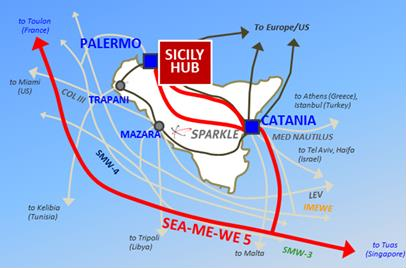 to Toulon
(France)
To Europe/US
PALERMO
SICILY
HUB
to Miami
(US)
COL III
TRAPANI
to Athens (Greece),
Istanbul (Turkey)
CATANIA
MAZARA
SPARKLE
MED NAUTILUS
to Tel Aviv, Haifa
(Israel)
SMW-4
LEV
IMEWE
to Kelibia
(Tunisia)
SEA-ME-WE 5
to Tripoli
(Libya)
to Malta
SMW-3
to Tuas
(Singapore)